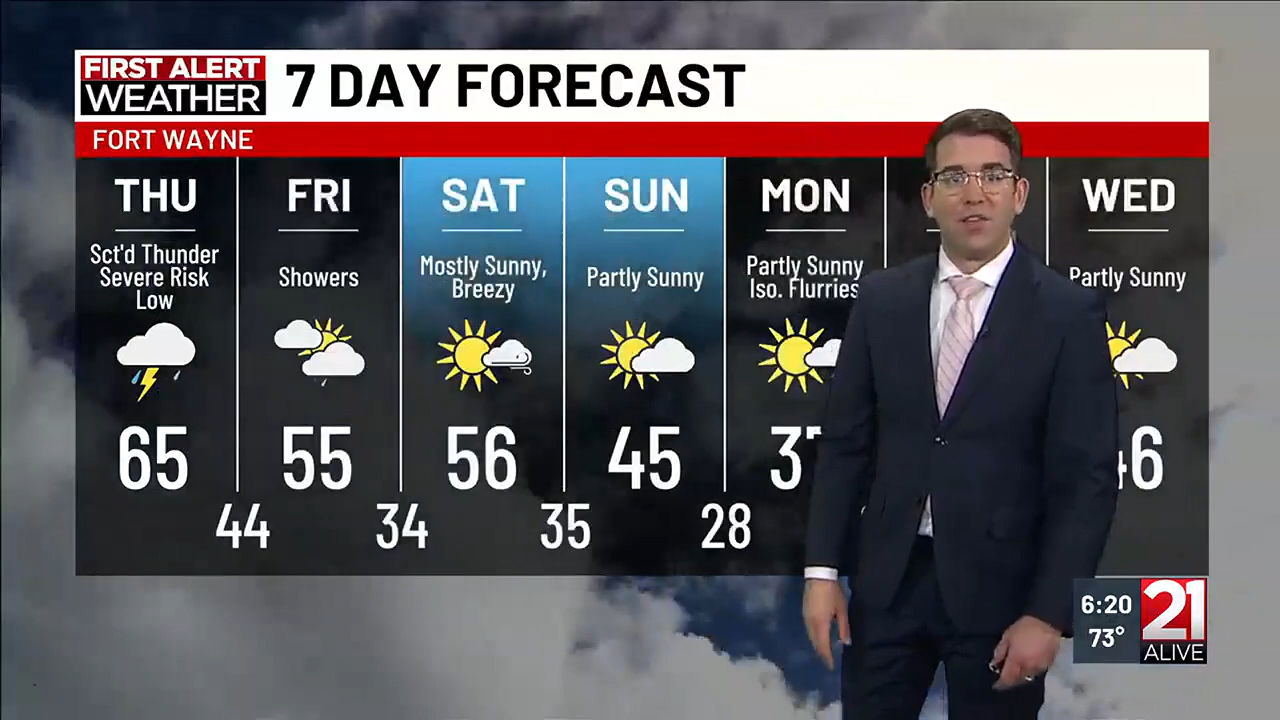 FIRST ALERT
WEATHER
7 DAY FORECAST
FORT WAYNE
THU
Sct'd Thunder
Severe Risk
Low
65
44
FRI
Showers
55
34
SAT
Mostly Sunny,
Breezy
56
35
SUN
Partly Sunny
45
28
MON
Partly Sunny
Iso. Flurries
WED
Partly Sunny
6:20
73°
21
ALIVE